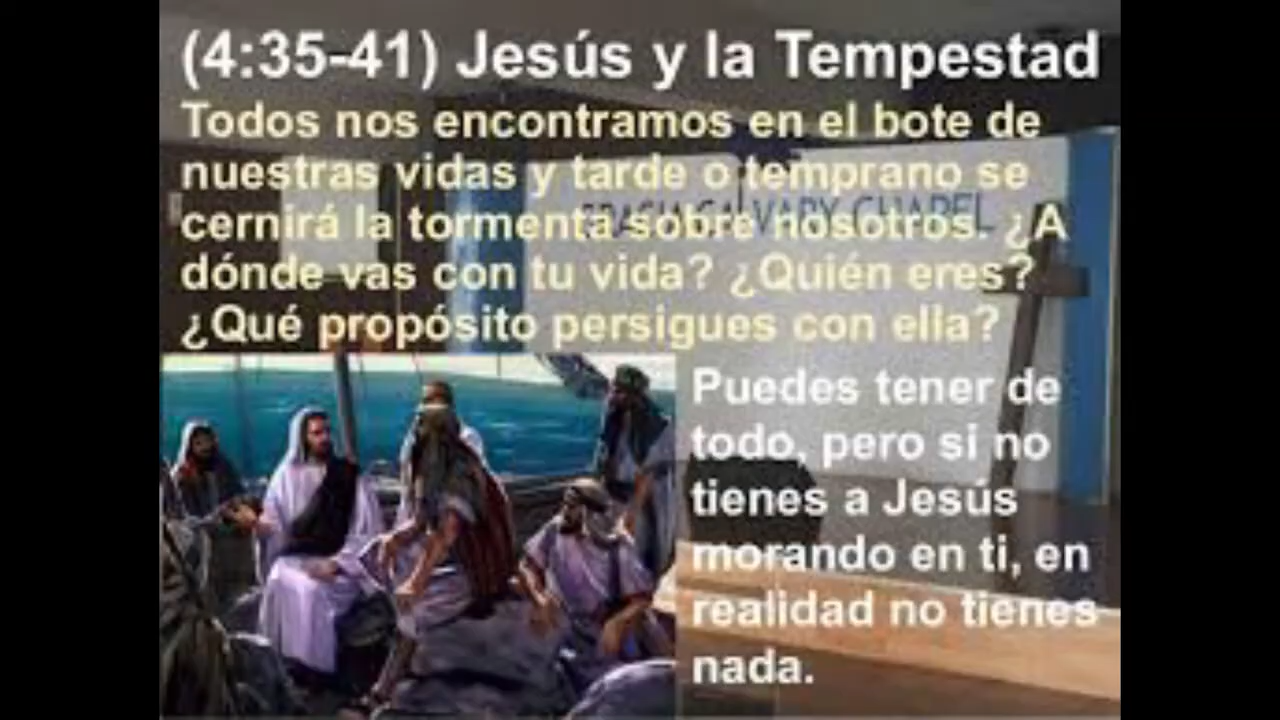 (4:35-41) Jesús y la Tempestad
Todos nos encontramos en el bote de
nuestras vidas y tarde o temprano se
cernirá la tormenta sobre nosotros. ¿A
dónde vas con tu vida? ¿Quién eres?
¿Qué propósito persigues con ella?
Puedes tener de
todo, pero si no
tienes a Jesús
morando en ti, en
realidad no tienes
nada.
CALVARY CHAPEL